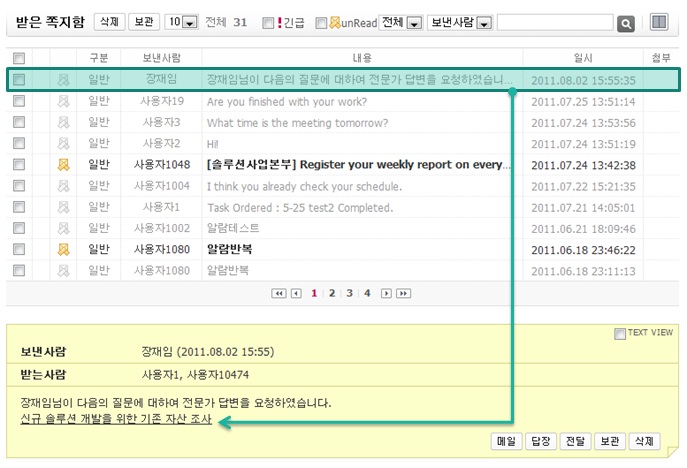 받은 쪽지함 삭제 보관 10 전체 31 !긴급 unRead 전체 보낸사람
구분 보낸사람 내용 일시 첨부
일반 장재임 장재임님이 다음의 질문에 대하여 전문가 답변을 요청하였습니... 2011.08.02 15:55:35
일반 사용자19 Are you finished with your work? 2011.07.25 13:51:14
일반 사용자3 What time is the meeting tomorrow? 2011.07.24 13:53:56
일반 사용자2 Hi! 2011.07.24 13:51:19
일반 사용자1048 [솔루션사업본부] Register your weekly report on every... 2011.07.24 13:42:38
일반 사용자1004 I think you already check your schedule. 2011.07.22 15:21:35
일반 사용자1 Task Ordered : 5-25 test2 Completed. 2011.07.21 14:05:01
일반 사용자1002 알람테스트 2011.06.21 18:09:46
일반 사용자1080 알람반복 2011.06.18 23:46:22
일반 사용자1080 알람반복 2011.06.18 23:11:13
1 2 3 4
TEXT VIEW
보낸사람 장재임 (2011.08.02 15:55)
받는사람 사용자1, 사용자10474
장재임님이 다음의 질문에 대하여 전문가 답변을 요청하였습니다.
신규 솔루션 개발을 위한 기존 자산 조사
메일 답장 전달 보관 삭제